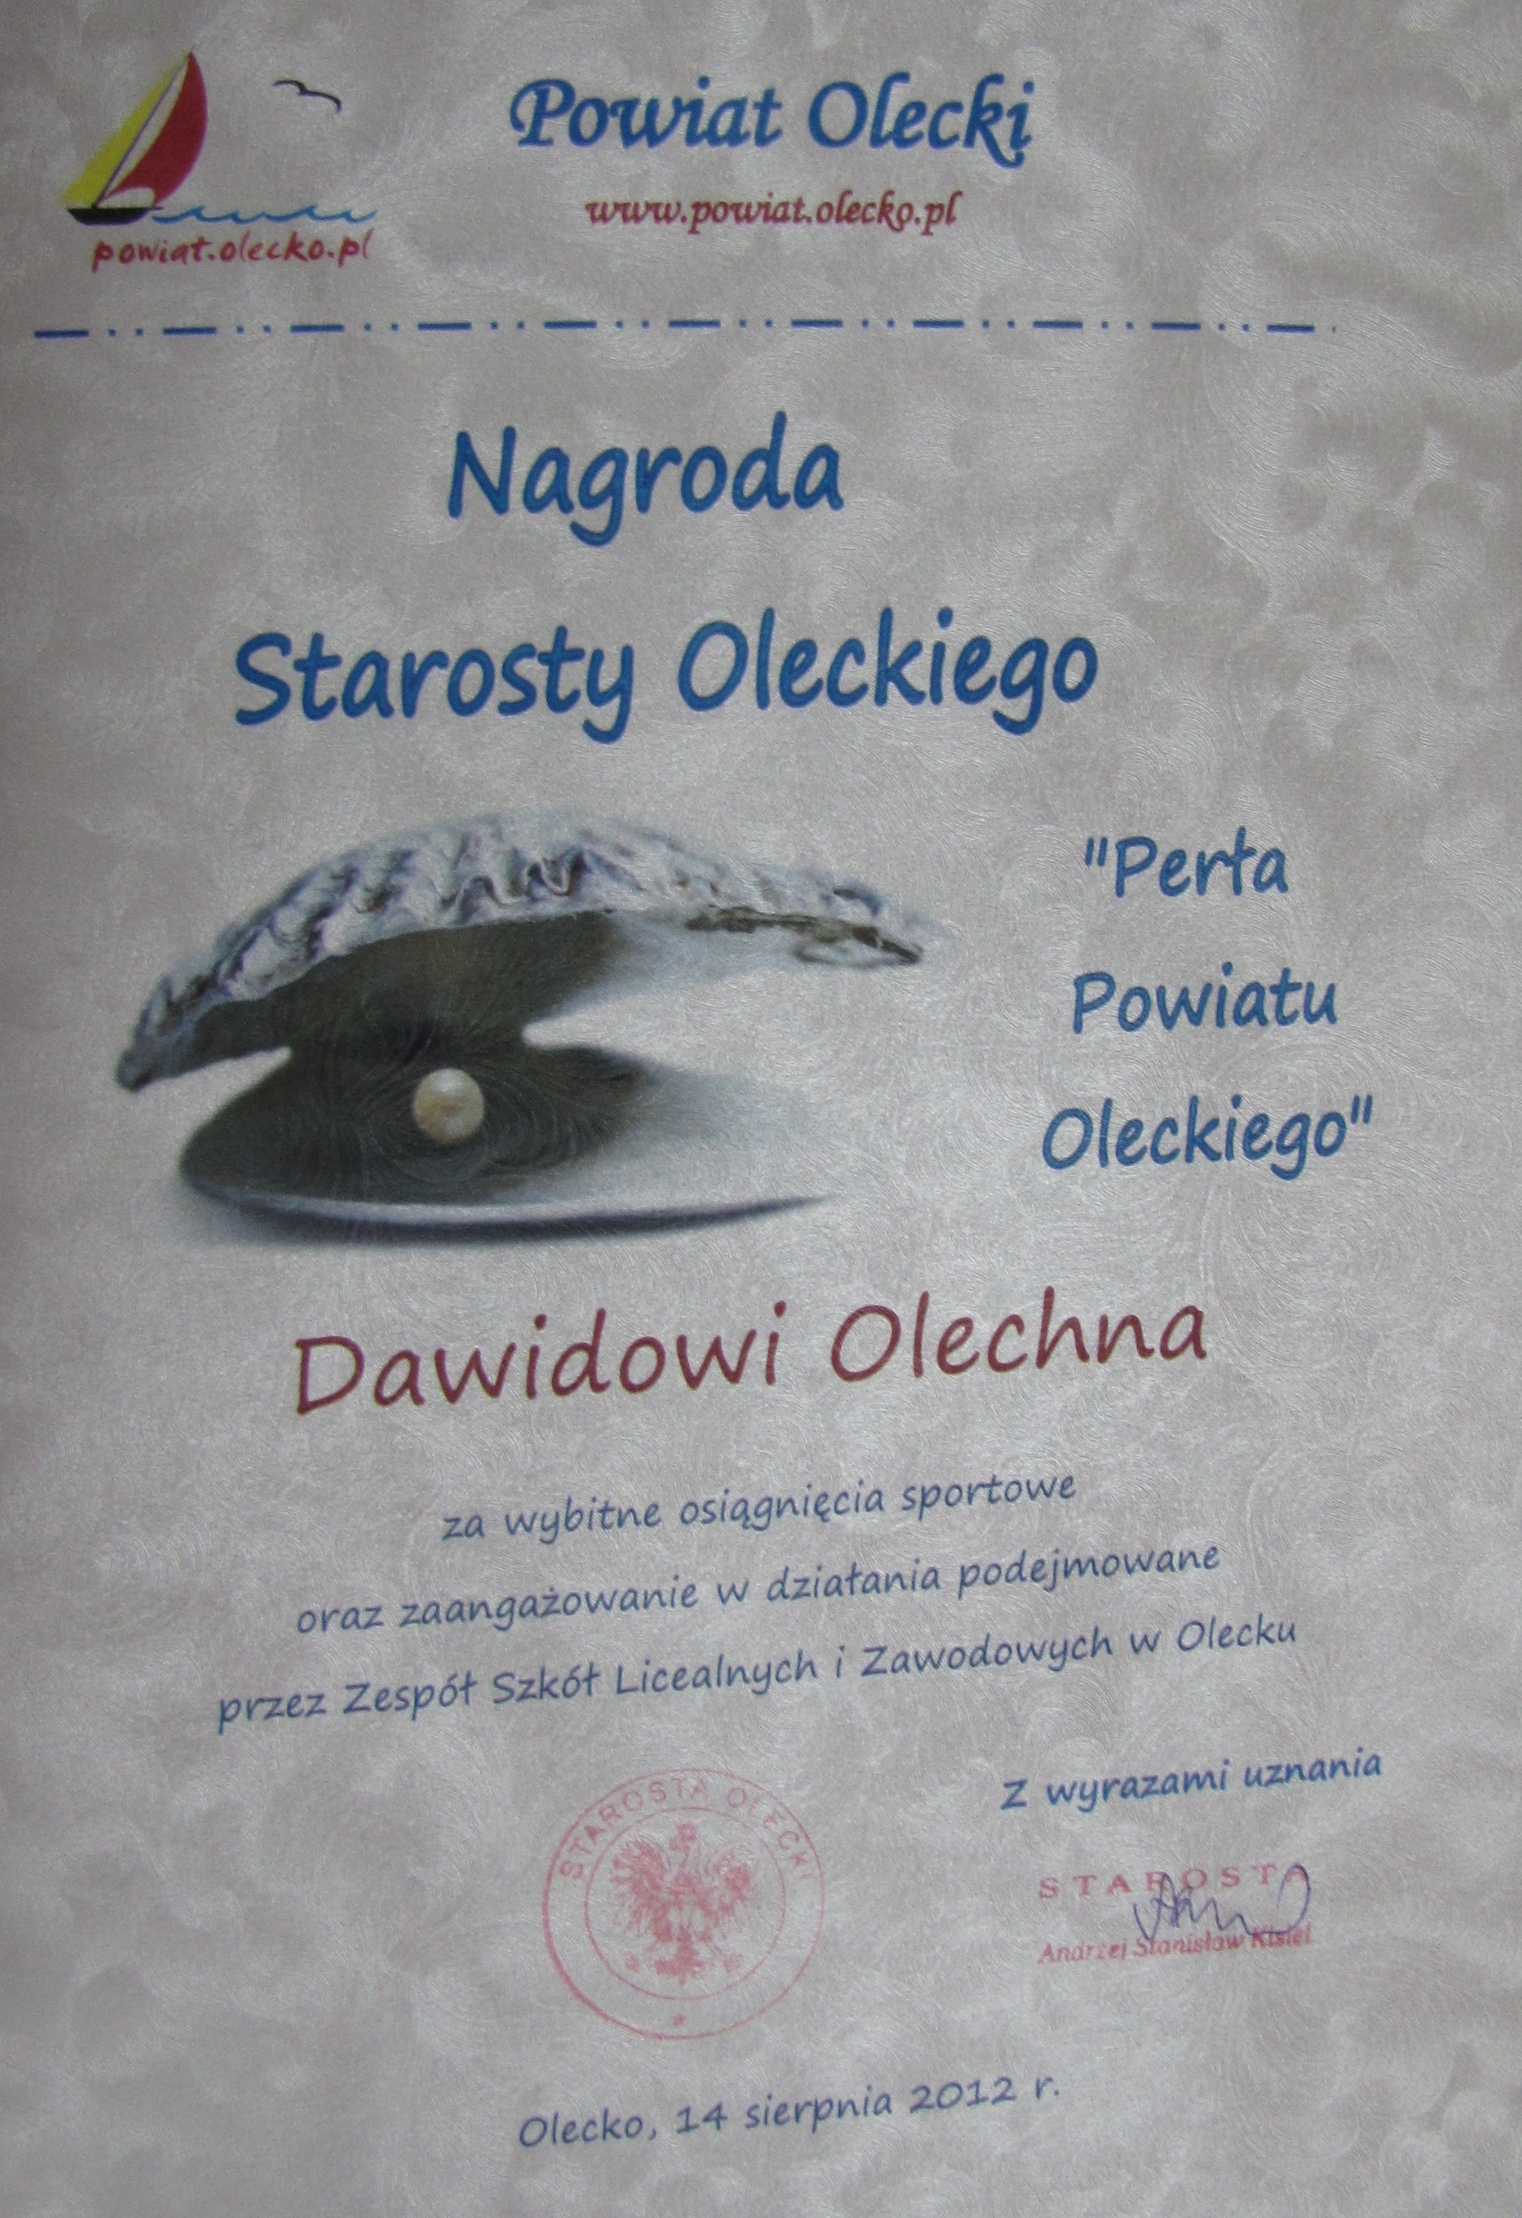 Powiat Olecki
www.powiat.olecko.pl
powiat.olecko.pl
Nagroda
Starosty Oleckiego
"Perła
Powiatu
Oleckiego"
Dawidowi Olechna
za wybitne osiągnięcia sportowe
oraz zaangażowanie w działania podejmowane
przez Zespół Szkół Licealnych i Zawodowych w Olecku
Z wyrazami uznania
STAROSTA OLECKI
STAROSTA
Andrzej Stanisław Kisiel
Olecko, 14 sierpnia 2012 r.